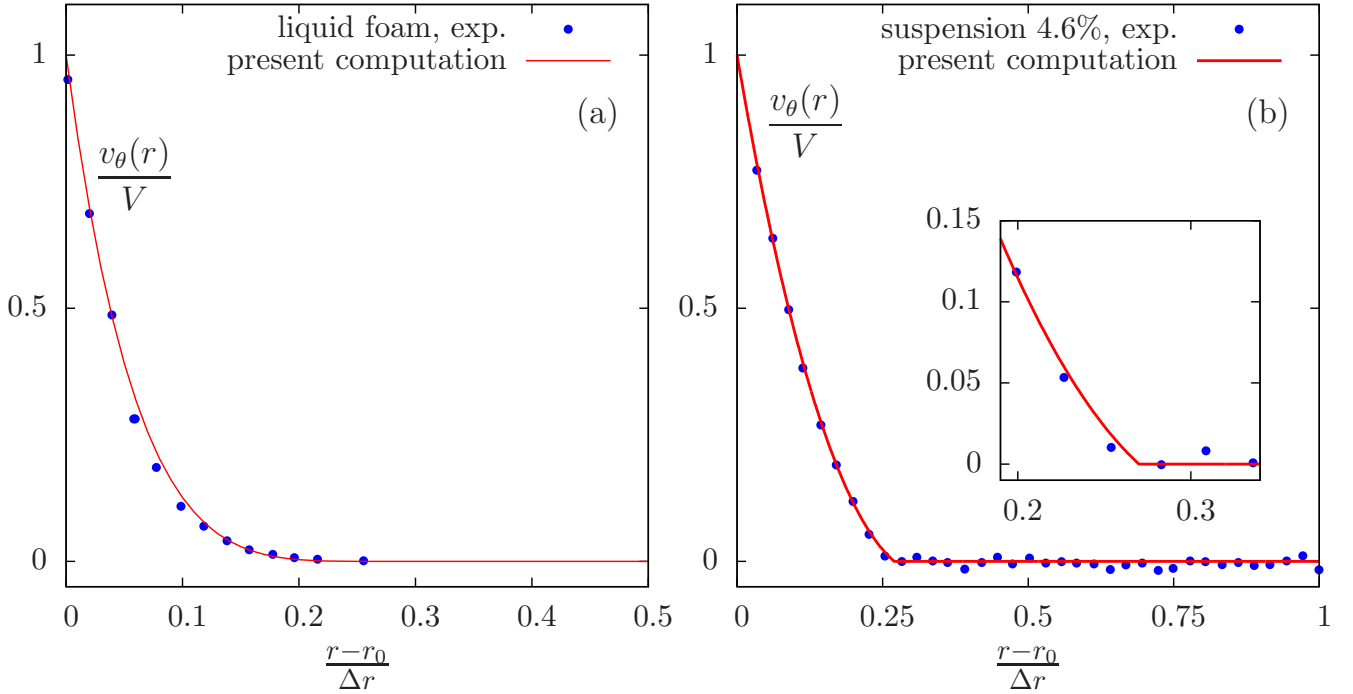 liquid foam, exp.
present computation
(a)
v_θ(r)
V
1
0.5
0
0 0.1 0.2 0.3 0.4 0.5
r−r_0
Δr
suspension 4.6%, exp.
present computation
(b)
v_θ(r)
V
1
0.5
0
0.15
0.1
0.05
0
0.2 0.3
0 0.25 0.5 0.75 1
r−r_0
Δr